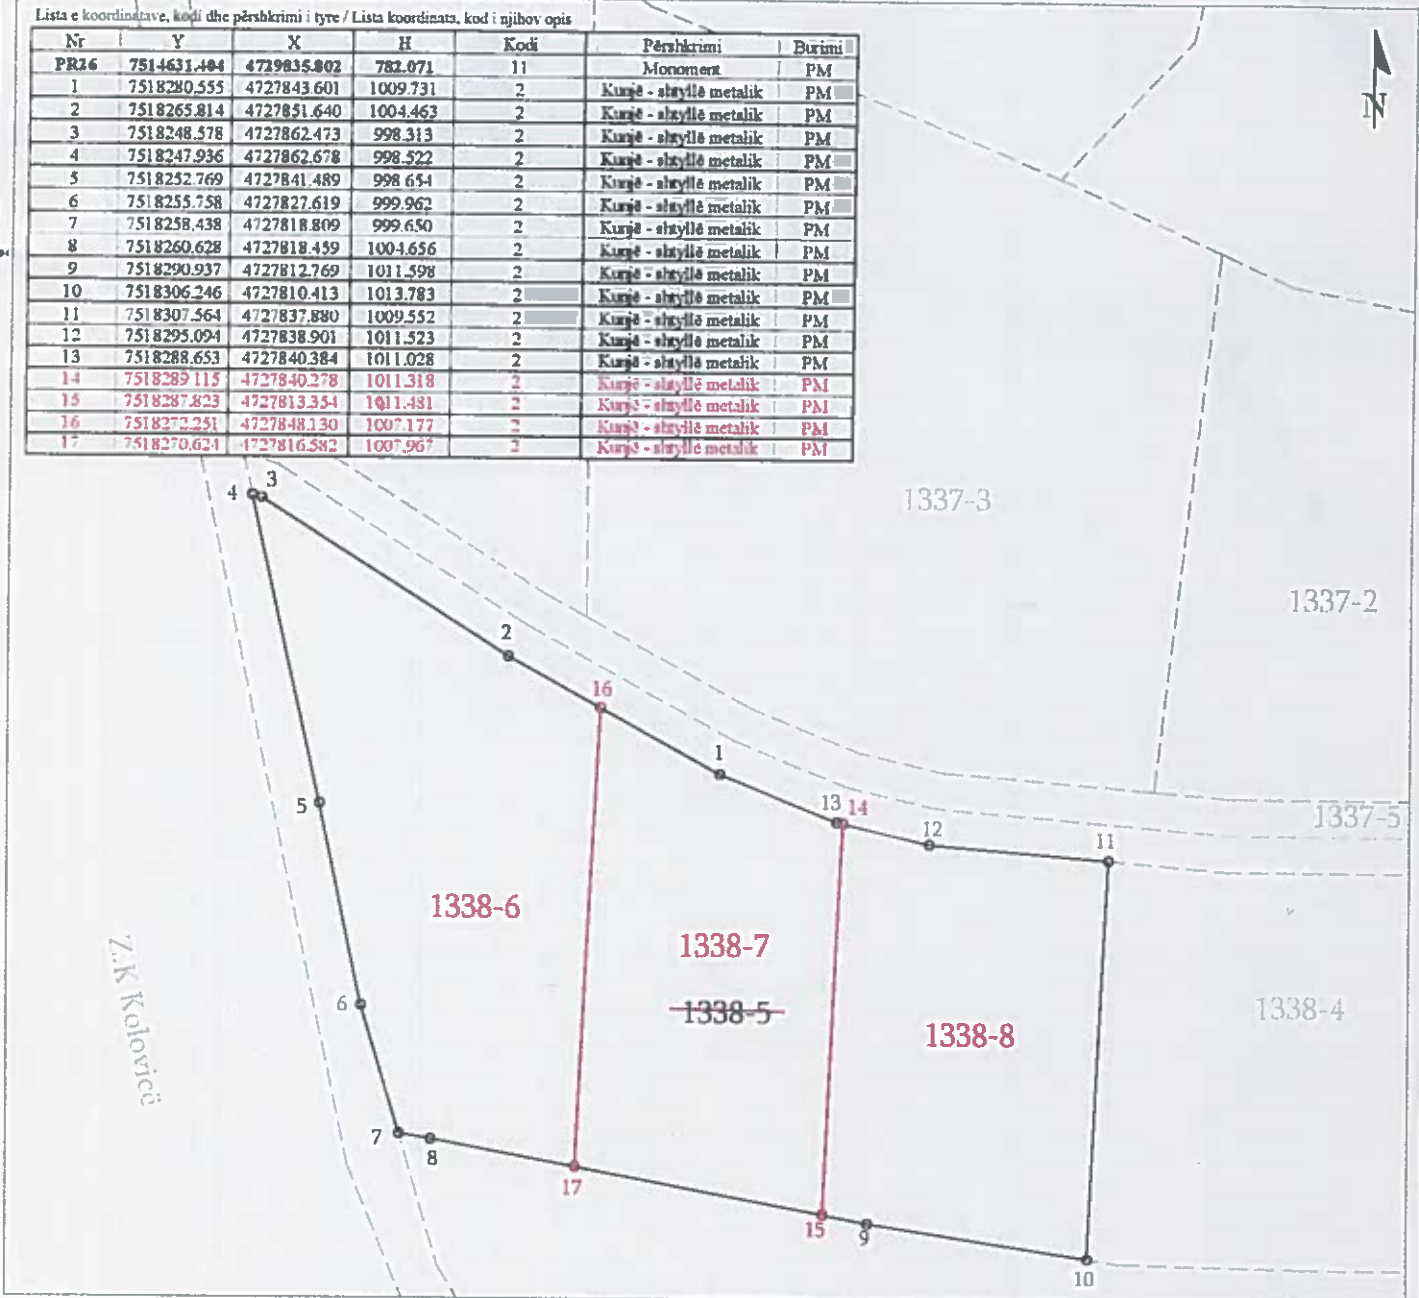 Lista e koordinatave, kodi dhe përshkrimi i tyre / Lista koordinata, kod i njihov opis
Nr Y X H Kodi Përshkrimi Burimi
PR26 7514631.404 4729835.802 782.071 11 Monoment PM
1 7518280.555 4727843.601 1009.731 2 Kunjë - shtyllë metalik PM
2 7518265.814 4727851.640 1004.463 2 Kunjë - shtyllë metalik PM
3 7518248.578 4727862.473 998.313 2 Kunjë - shtyllë metalik PM
4 7518247.936 4727862.678 998.522 2 Kunjë - shtyllë metalik PM
5 7518252.769 4727841.489 998.654 2 Kunjë - shtyllë metalik PM
6 7518255.758 4727827.619 999.962 2 Kunjë - shtyllë metalik PM
7 7518258.438 4727818.809 999.650 2 Kunjë - shtyllë metalik PM
8 7518260.628 4727818.459 1004.656 2 Kunjë - shtyllë metalik PM
9 7518290.937 4727812.769 1011.598 2 Kunjë - shtyllë metalik PM
10 7518306.246 4727810.413 1013.783 2 Kunjë - shtyllë metalik PM
11 7518307.564 4727837.880 1009.552 2 Kunjë - shtyllë metalik PM
12 7518295.094 4727838.901 1011.523 2 Kunjë - shtyllë metalik PM
13 7518288.653 4727840.384 1011.028 2 Kunjë - shtyllë metalik PM
14 7518289.115 4727840.278 1011.318 2 Kunjë - shtyllë metalik PM
15 7518287.823 4727813.354 1011.481 2 Kunjë - shtyllë metalik PM
16 7518272.251 4727848.130 1007.177 2 Kunjë - shtyllë metalik PM
17 7518270.624 4727816.582 1007.967 2 Kunjë - shtyllë metalik PM
N
3
4
1337-3
1337-2
2
16
1
5
13 14
12
11
1337-5
1338-6
1338-7
1338-5
1338-8
1338-4
Z.K Kolovicë
6
7
8
17
15
9
10